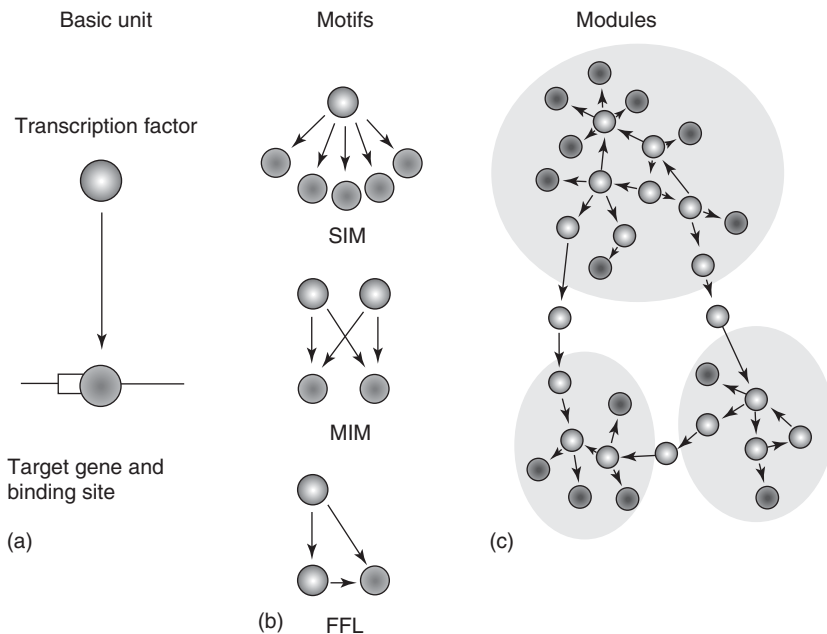 Basic unit
Motifs
Modules
Transcription factor
SIM
MIM
Target gene and
binding site
(a)
(b)
FFL
(c)